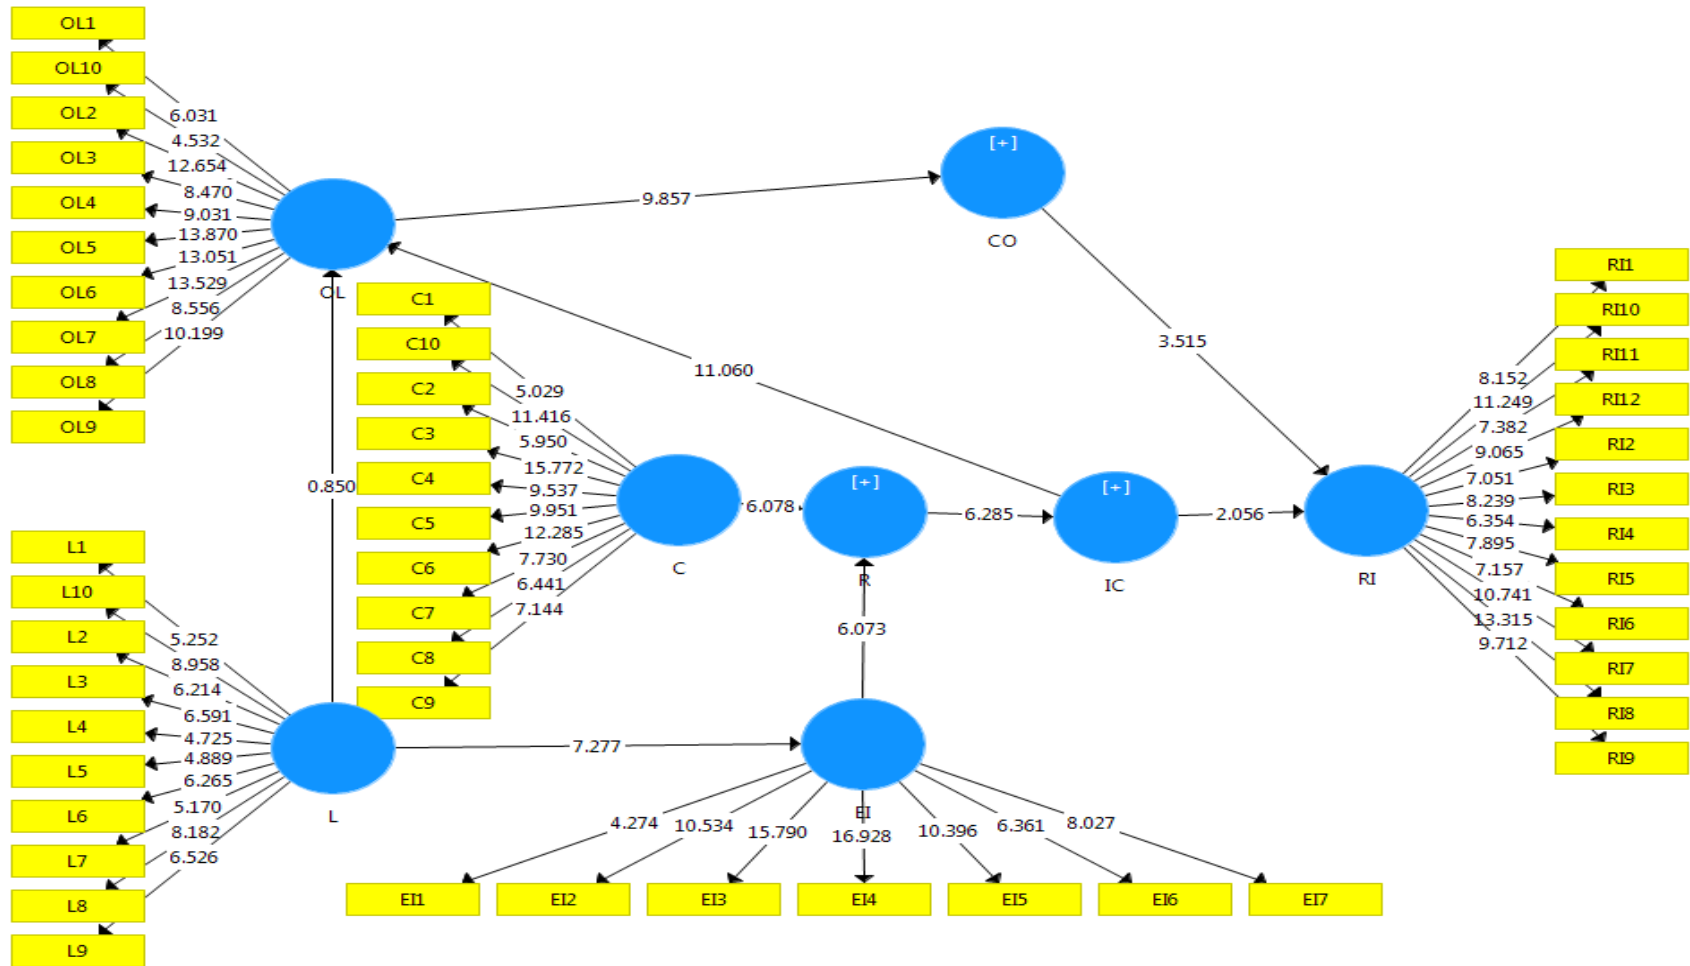 OL1
OL10
OL2
OL3
OL4
OL5
OL6
OL7
OL8
OL9
6.031
4.532
12.654
8.470
9.031
13.870
13.051
13.529
8.556
10.199
OL
9.857
[+]
CO
11.060
3.515
0.850
C1
C10
C2
C3
C4
C5
C6
C7
C8
C9
5.029
11.416
5.950
15.772
9.537
9.951
12.285
7.730
6.441
7.144
C
6.078
[+]
R
6.285
[+]
IC
2.056
RI
8.152
11.249
7.382
9.065
7.051
8.239
6.354
7.895
7.157
10.741
13.315
9.712
RI1
RI10
RI11
RI12
RI2
RI3
RI4
RI5
RI6
RI7
RI8
RI9
L1
L10
L2
L3
L4
L5
L6
L7
L8
L9
5.252
8.958
6.214
6.591
4.725
4.889
6.265
5.170
8.182
6.526
L
7.277
6.073
EI
4.274
10.534
15.790
16.928
10.396
6.361
8.027
EI1
EI2
EI3
EI4
EI5
EI6
EI7